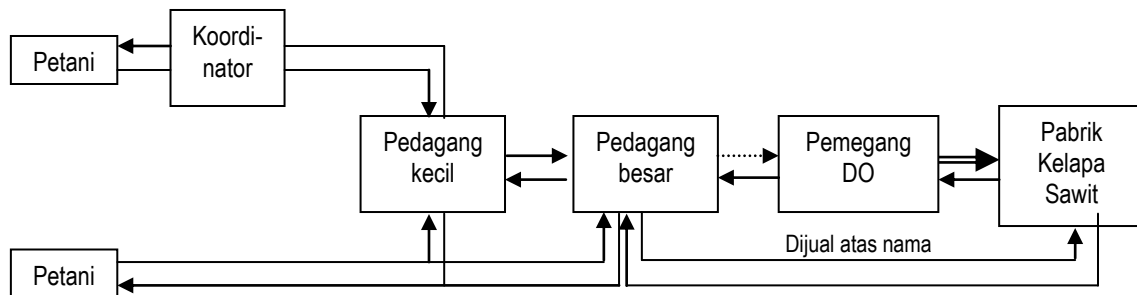 Petani
Koordi-
nator
Pedagang
kecil
Pedagang
besar
Pemegang
DO
Pabrik
Kelapa
Sawit
Dijual atas nama
Petani